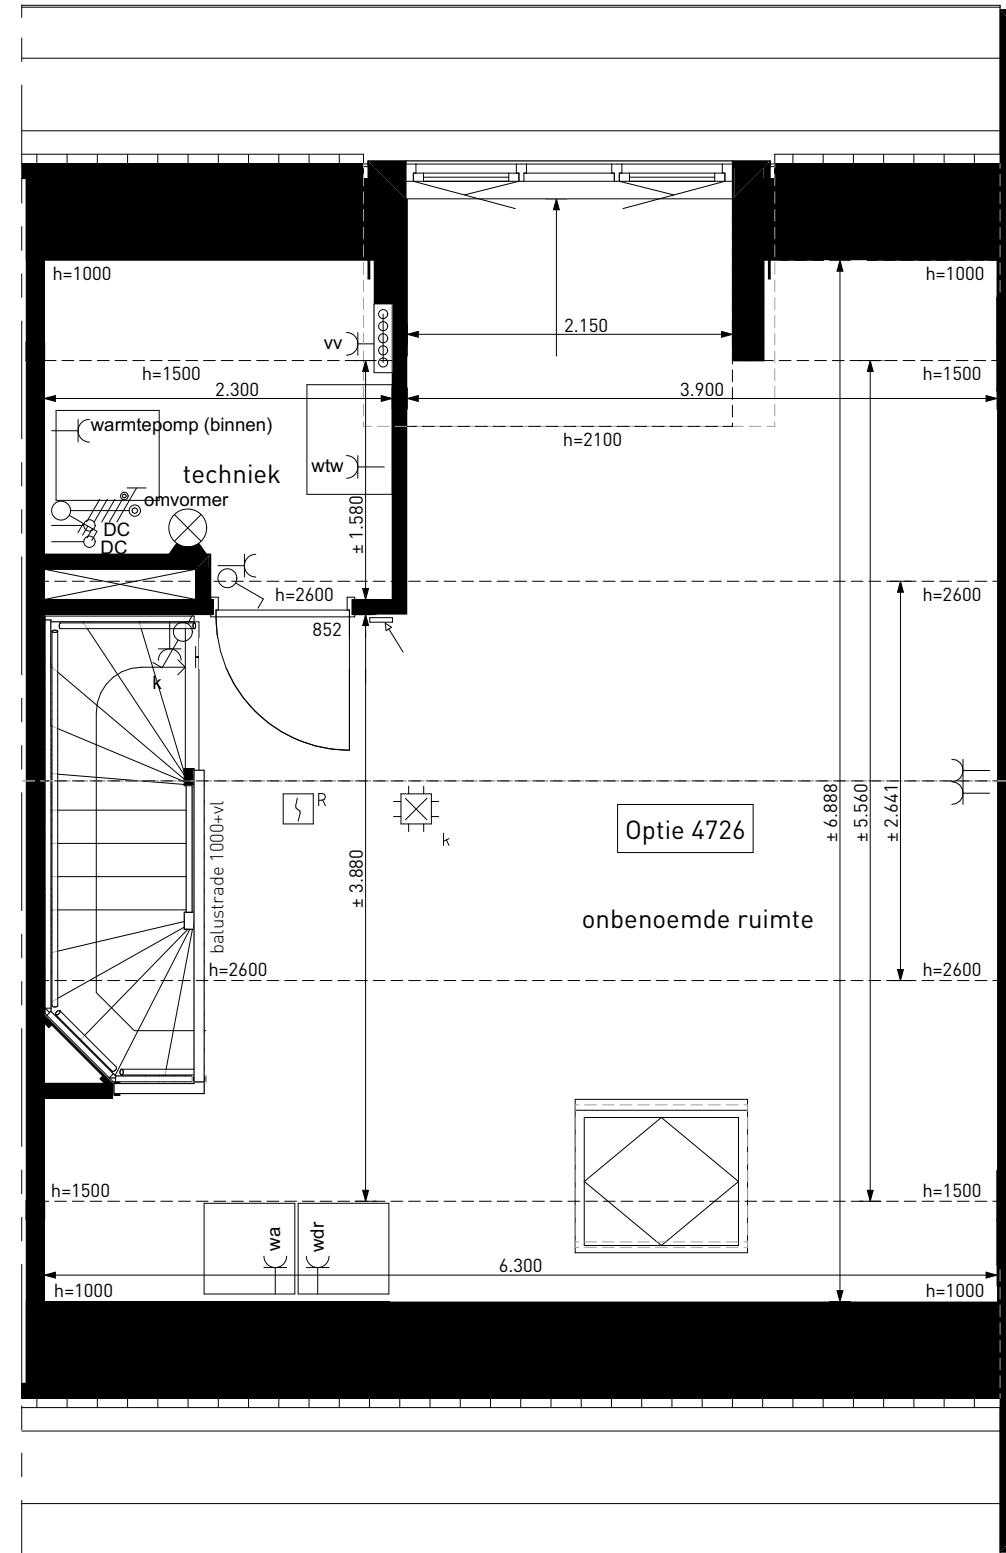 h=1000
h=1000
2.150
vv
h=1500
h=1500
2.300
3.900
warmtepomp (binnen)
h=2100
wtw
techniek
omvormer
± 1.580
DC
DC
h=2600
h=2600
852
k
R
k
balustrade 1000+vl
± 3.880
Optie 4726
± 6.888
± 5.560
± 2.641
onbenoemde ruimte
h=2600
h=2600
h=1500
h=1500
wa
wdr
6.300
h=1000
h=1000